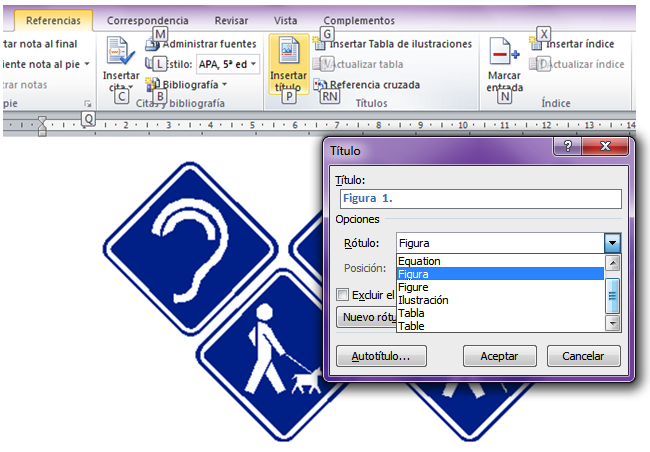 Referencias Correspondencia Revisar Vista Complementos
M G X
tar nota al final
Administrar fuentes
Insertar Tabla de ilustraciones
Insertar índice
iente nota al pie
L Estilo: APA, 5ª ed
Actualizar tabla
Actualizar índice
trar notas
Insertar cita
Bibliografía
Insertar título
Referencia cruzada
Marcar entrada
C B P RN N
pie
Citas y bibliografía
Títulos
Índice
Q
1 2 3 4 5 6 7 8 9 10 11 12 13 14
Título
?
Título:
Figura 1.
Opciones
Rótulo: Figura
Equation
Posición:
Figura
Figure
Excluir el
Ilustración
Nuevo rótu
Tabla
Table
Autotítulo...
Aceptar
Cancelar